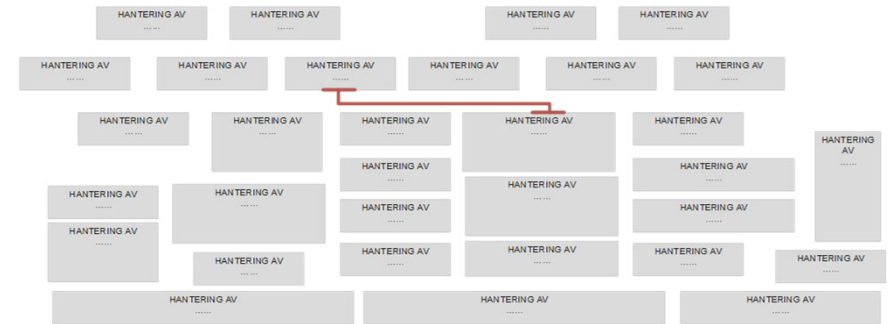 HANTERING AV
......
HANTERING AV
......
HANTERING AV
......
HANTERING AV
......
HANTERING AV
......
HANTERING AV
......
HANTERING AV
......
HANTERING AV
......
HANTERING AV
......
HANTERING AV
......
HANTERING AV
......
HANTERING AV
......
HANTERING AV
......
HANTERING AV
......
HANTERING AV
......
HANTERING
AV
......
HANTERING AV
......
HANTERING AV
......
HANTERING AV
......
HANTERING AV
......
HANTERING AV
......
HANTERING AV
......
HANTERING AV
......
HANTERING AV
......
HANTERING AV
......
HANTERING AV
......
HANTERING AV
......
HANTERING AV
......
HANTERING AV
......
HANTERING AV
......
HANTERING AV
......
HANTERING AV
......